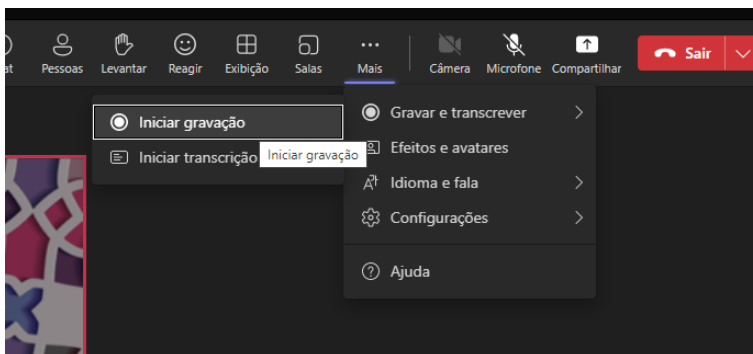 at
Pessoas
Levantar
Reagir
Exibição
Salas
Mais
Câmera
Microfone
Compartilhar
Sair
Iniciar gravação
Iniciar transcrição
Iniciar gravação
Gravar e transcrever
Efeitos e avatares
Idioma e fala
Configurações
Ajuda